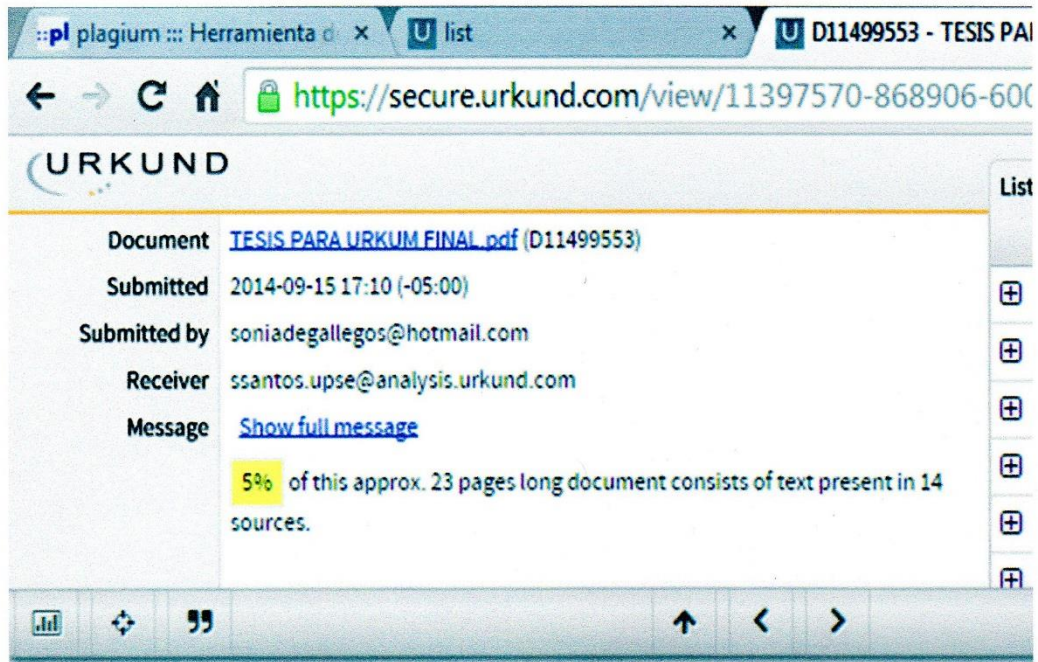 ::pl plagium ::: Herramienta d
U list
U D11499553 - TESIS PA
https://secure.urkund.com/view/11397570-868906-600
URKUND
List
Document TESIS PARA URKUM FINAL.pdf (D11499553)
Submitted 2014-09-15 17:10 (-05:00)
Submitted by soniadegallegos@hotmail.com
Receiver ssantos.upse@analysis.urkund.com
Message Show full message
5% of this approx. 23 pages long document consists of text present in 14
sources.